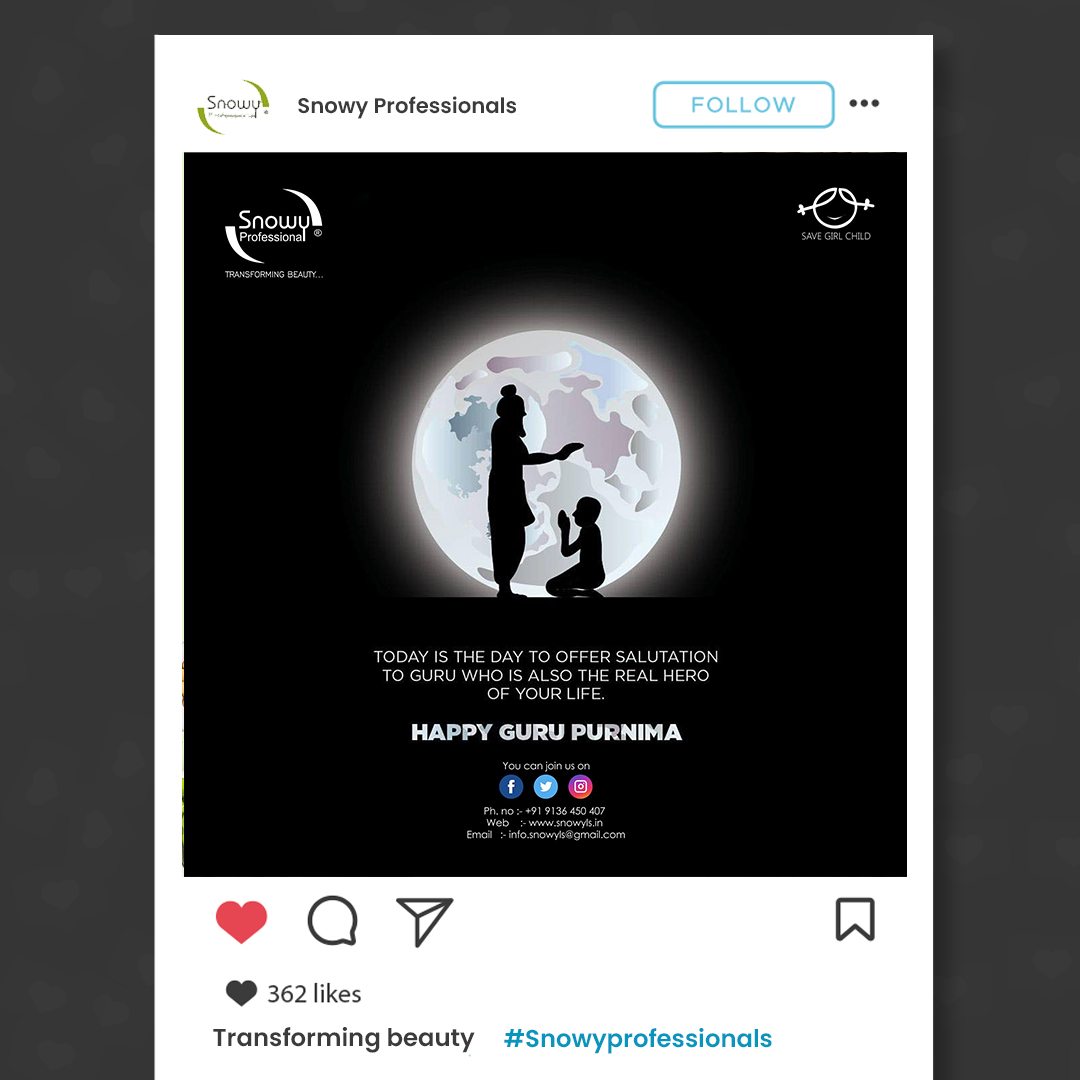 Snowy
Snowy Professionals
FOLLOW
Snowy
Professional ®
TRANSFORMING BEAUTY...
SAVE GIRL CHILD
TODAY IS THE DAY TO OFFER SALUTATION
TO GURU WHO IS ALSO THE REAL HERO
OF YOUR LIFE.
HAPPY GURU PURNIMA
You can join us on
Ph. no :- +91 9136 450 407
Web :- www.snowyls.in
Email :- info.snowyls@gmail.com
362 likes
Transforming beauty #Snowyprofessionals